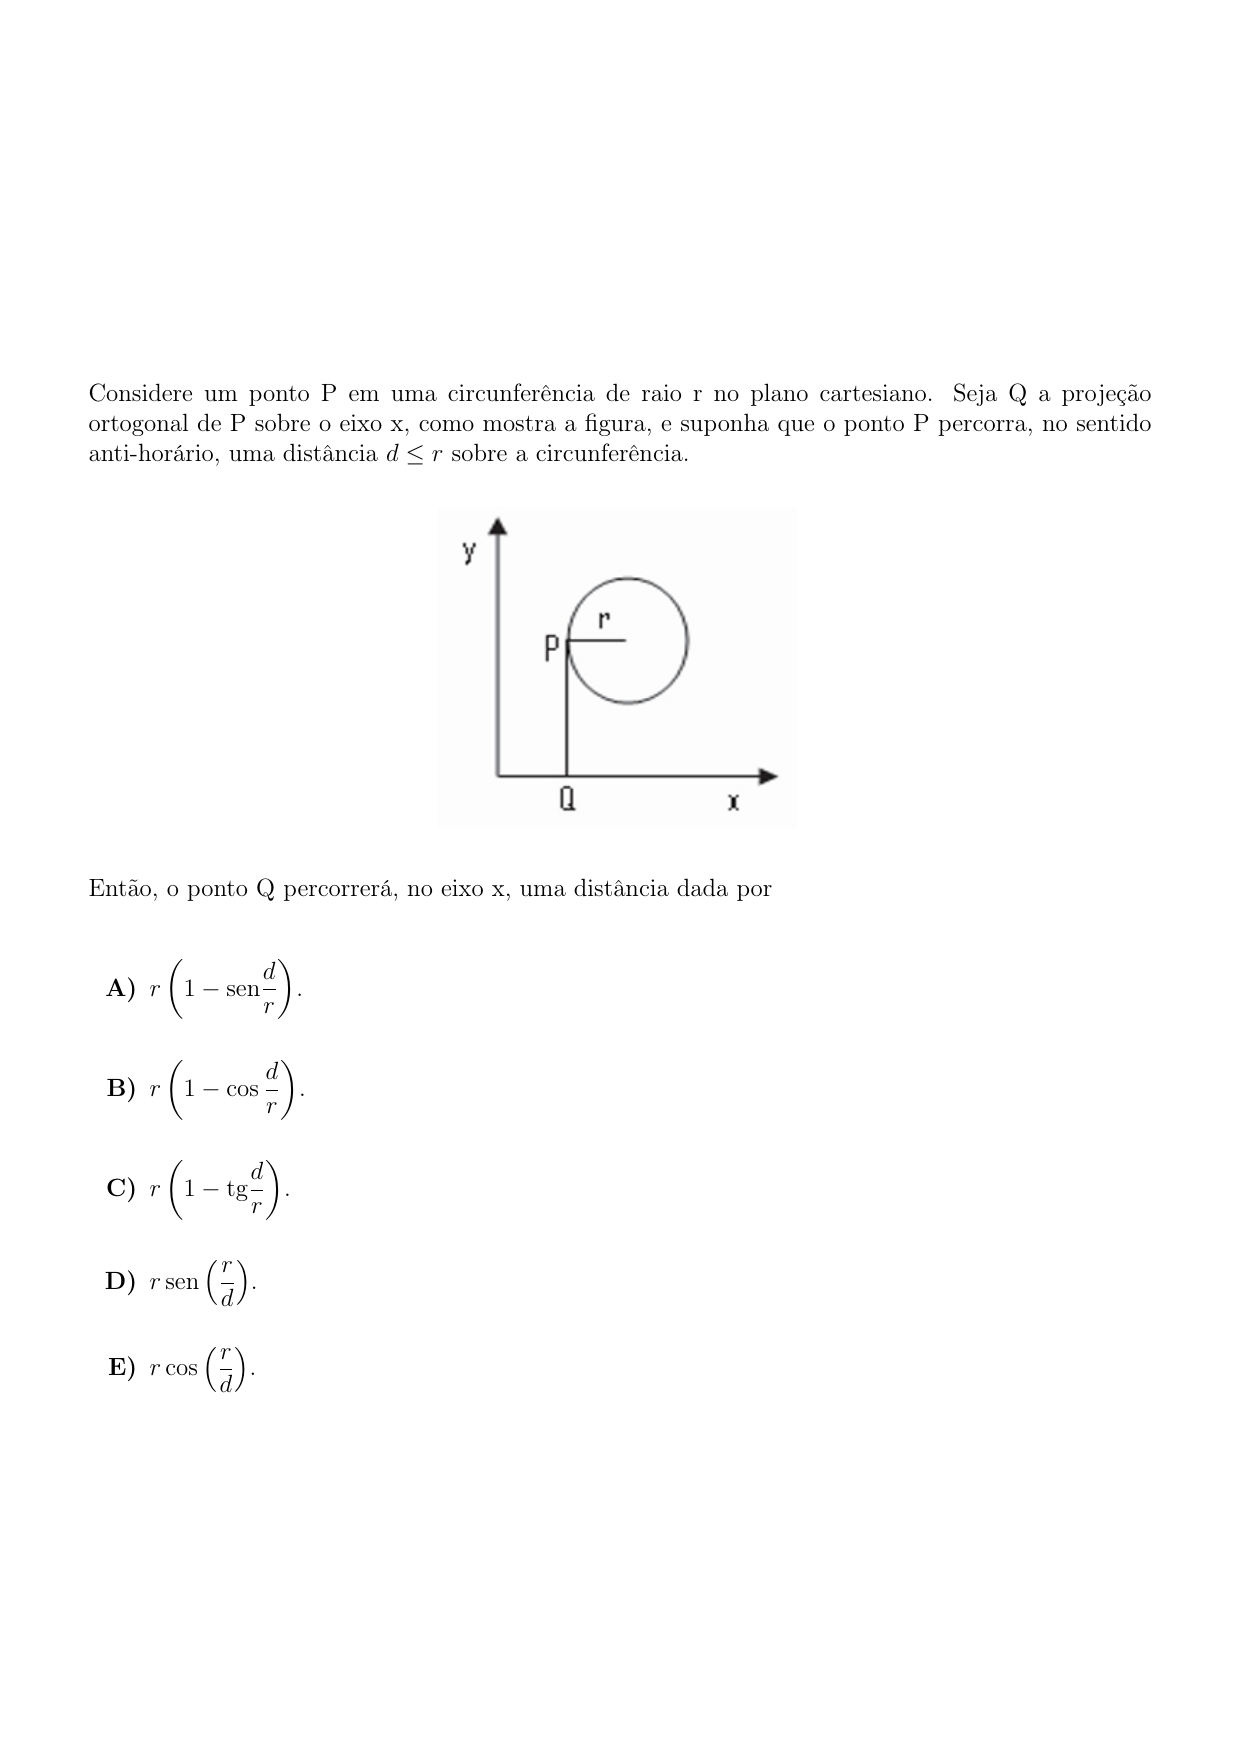 Considere um ponto P em uma circunferência de raio r no plano cartesiano. Seja Q a projeção
ortogonal de P sobre o eixo x, como mostra a figura, e suponha que o ponto P percorra, no sentido
anti-horário, uma distância d ≤ r sobre a circunferência.
y
r
P
Q
x
Então, o ponto Q percorrerá, no eixo x, uma distância dada por
A) r(1 − sen d/r).
B) r(1 − cos d/r).
C) r(1 − tg d/r).
D) r sen(r/d).
E) r cos(r/d).